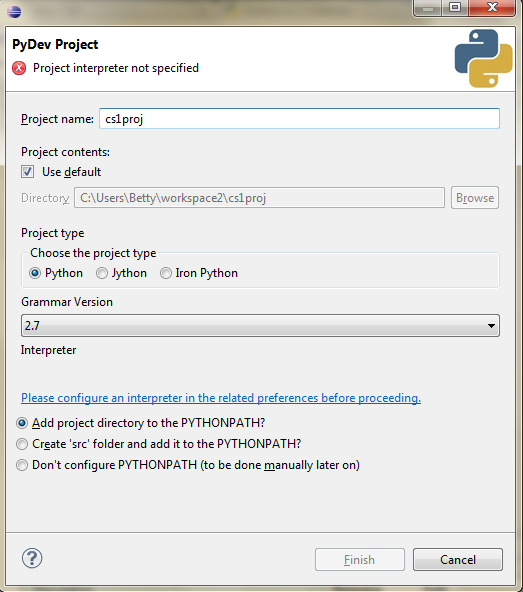 PyDev Project
Project interpreter not specified
Project name: cs1proj
Project contents:
Use default
Directory C:\Users\Betty\workspace2\cs1proj Browse
Project type
Choose the project type
Python Jython Iron Python
Grammar Version
2.7
Interpreter
Please configure an interpreter in the related preferences before proceeding.
Add project directory to the PYTHONPATH?
Create 'src' folder and add it to the PYTHONPATH?
Don't configure PYTHONPATH (to be done manually later on)
? Finish Cancel